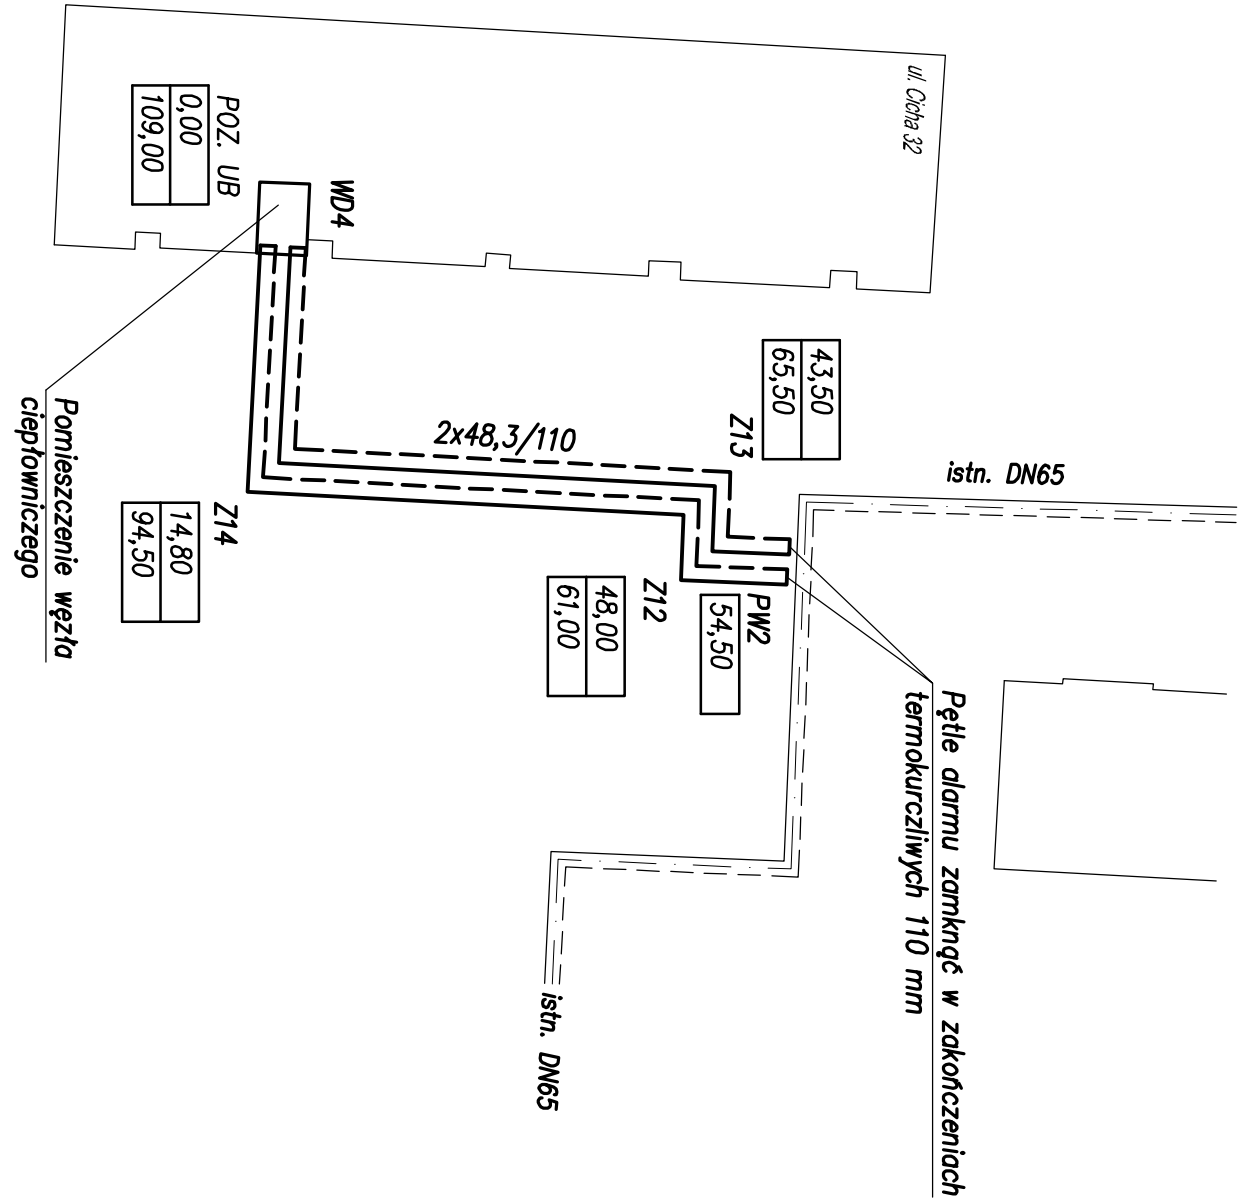 ul. Cicha 32
POZ. UB
0,00
109,00
WD4
43,50
65,50
Z13
2x48,3/110
istn. DN65
Pomieszczenie węzła
ciepłowniczego
Z14
14,80
94,50
Z12
48,00
61,00
PW2
54,50
Pętle alarmu zamknąć w zakończeniach
termokurczliwych 110 mm
istn. DN65